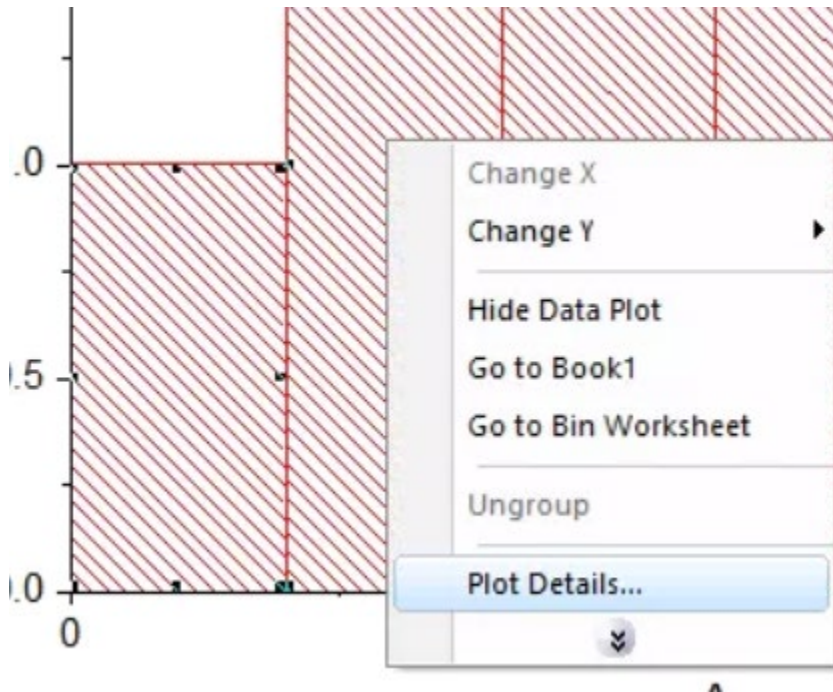 .0
Change X
Change Y
Hide Data Plot
.5
Go to Book1
Go to Bin Worksheet
Ungroup
.0
Plot Details...
0